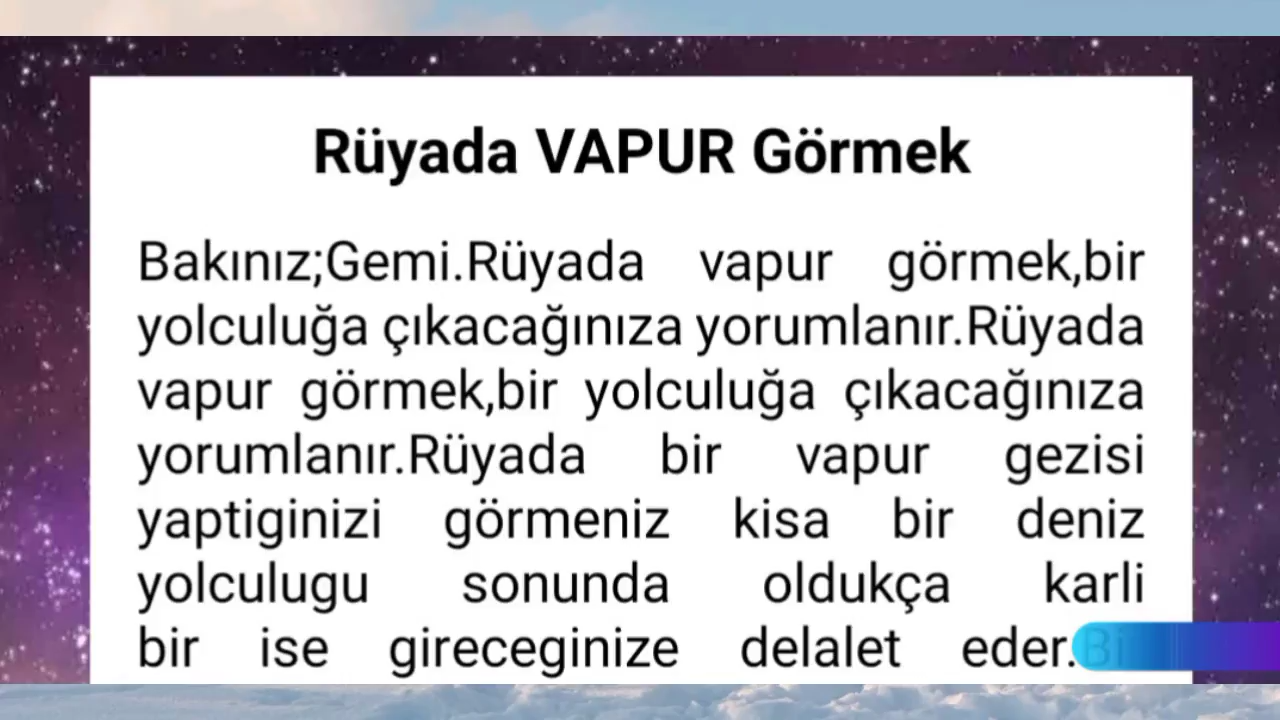 Rüyada VAPUR Görmek
Bakınız;Gemi.Rüyada vapur görmek,bir
yolculuğa çıkacağınıza yorumlanır.Rüyada
vapur görmek,bir yolculuğa çıkacağınıza
yorumlanır.Rüyada bir vapur gezisi
yaptiginizi görmeniz kisa bir deniz
yolculugu sonunda oldukça karli
bir ise gireceginize delalet eder.